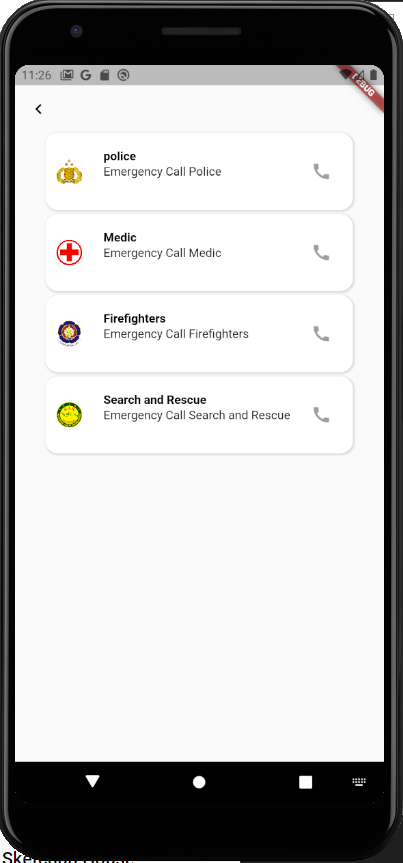 11:26
DEBUG
police
Emergency Call Police
Medic
Emergency Call Medic
Firefighters
Emergency Call Firefighters
Search and Rescue
Emergency Call Search and Rescue